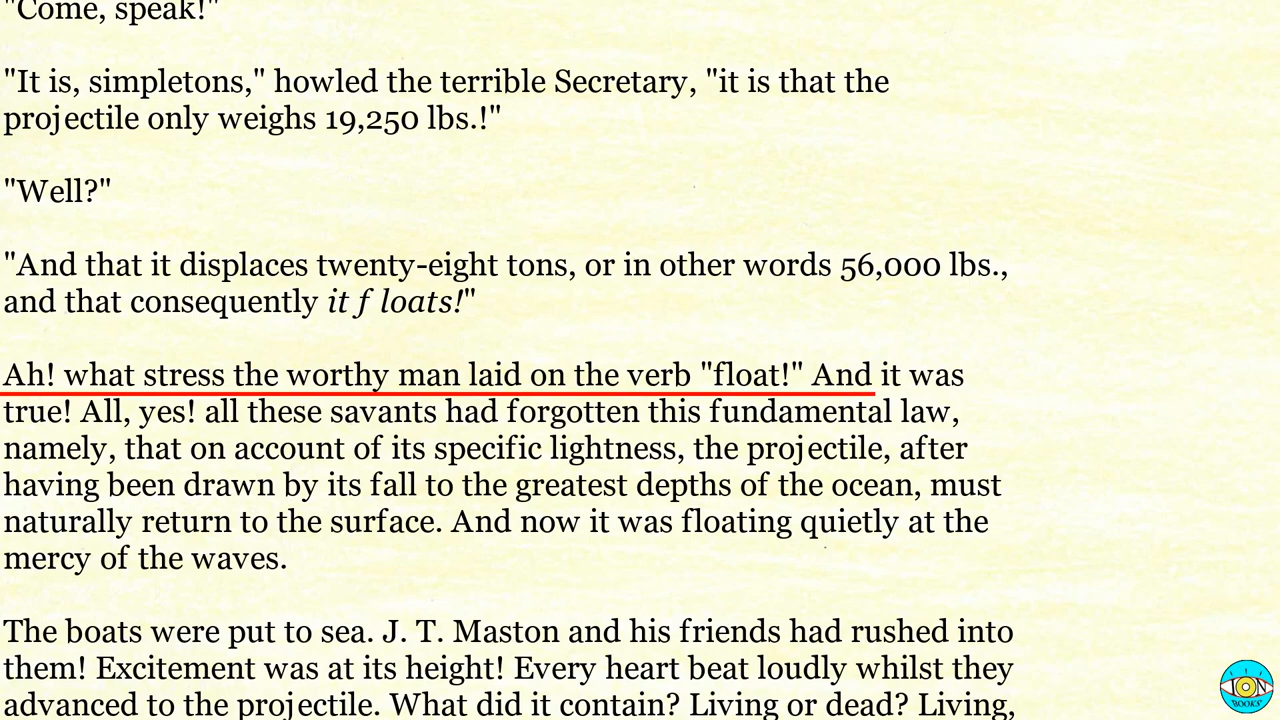 "Come, speak!"
"It is, simpletons," howled the terrible Secretary, "it is that the
projectile only weighs 19,250 lbs.!"
"Well?"
"And that it displaces twenty-eight tons, or in other words 56,000 lbs.,
and that consequently it f loats!"
Ah! what stress the worthy man laid on the verb "float!" And it was
true! All, yes! all these savants had forgotten this fundamental law,
namely, that on account of its specific lightness, the projectile, after
having been drawn by its fall to the greatest depths of the ocean, must
naturally return to the surface. And now it was floating quietly at the
mercy of the waves.
The boats were put to sea. J. T. Maston and his friends had rushed into
them! Excitement was at its height! Every heart beat loudly whilst they
advanced to the projectile. What did it contain? Living or dead? Living,
ION
BOOKS